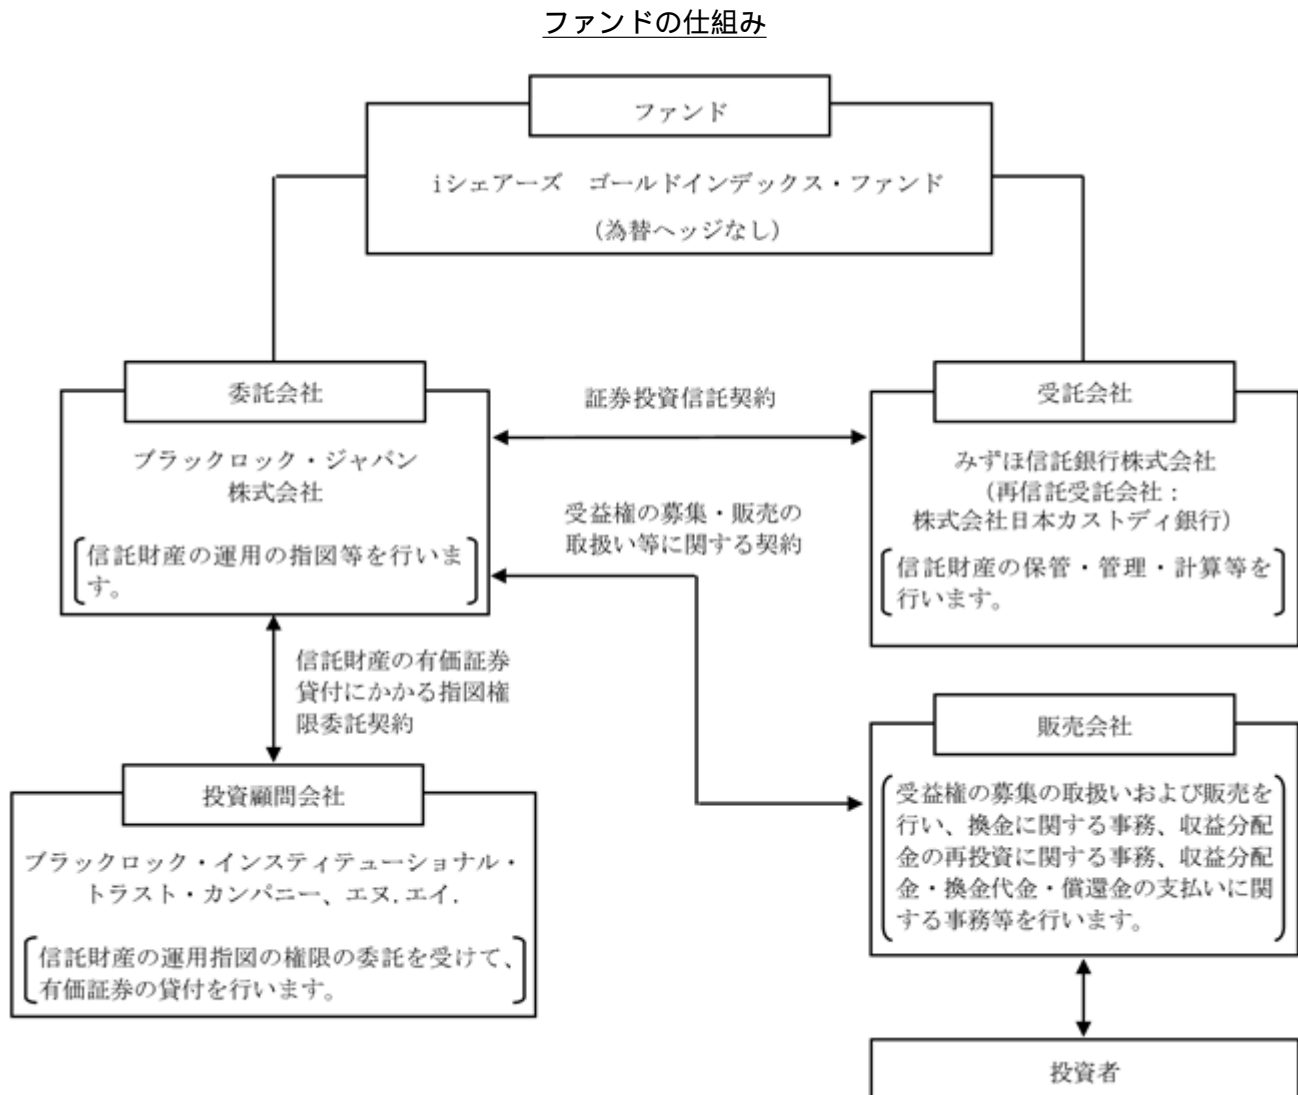 ファンドの仕組み
ファンド
iシェアーズ　ゴールドインデックス・ファンド
（為替ヘッジなし）
委託会社
ブラックロック・ジャパン
株式会社
信託財産の運用の指図等を行いま
す。
証券投資信託契約
受益権の募集・販売の
取扱い等に関する契約
受託会社
みずほ信託銀行株式会社
（再信託受託会社：
株式会社日本カストディ銀行）
信託財産の保管・管理・計算等を
行います。
信託財産の有価証券
貸付にかかる指図権
限委託契約
投資顧問会社
ブラックロック・インスティテューショナル・
トラスト・カンパニー、エヌ.エイ.
信託財産の運用指図の権限の委託を受けて、
有価証券の貸付を行います。
販売会社
受益権の募集の取扱いおよび販売を
行い、換金に関する事務、収益分配
金の再投資に関する事務、収益分配
金・換金代金・償還金の支払いに関
する事務等を行います。
投資者